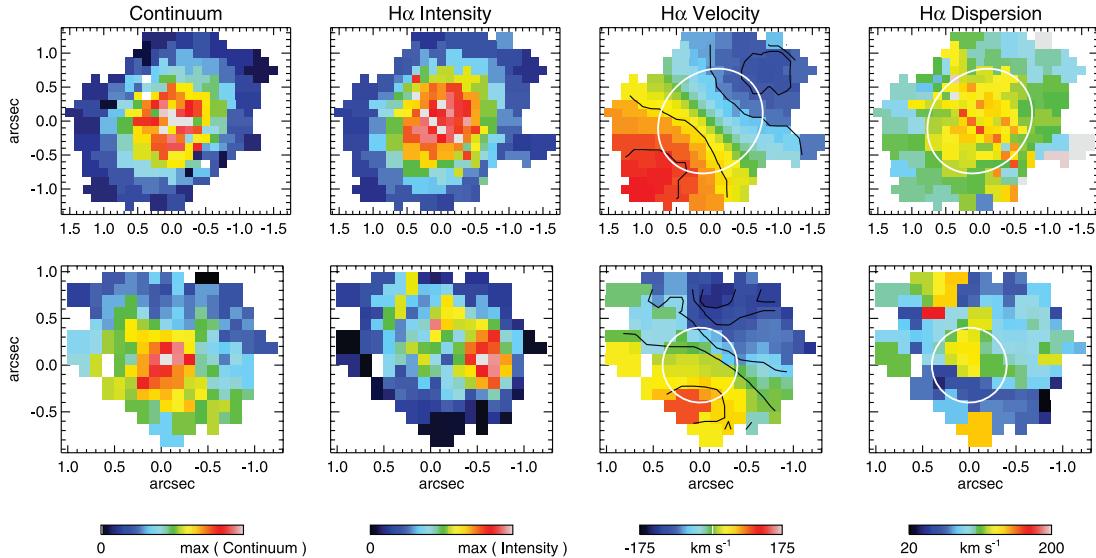 Continuum
Hα Intensity
Hα Velocity
Hα Dispersion
arcsec
1.0
0.5
0.0
-0.5
-1.0
1.5 1.0 0.5 0.0 -0.5 -1.0 -1.5
1.5 1.0 0.5 0.0 -0.5 -1.0 -1.5
1.5 1.0 0.5 0.0 -0.5 -1.0 -1.5
1.5 1.0 0.5 0.0 -0.5 -1.0 -1.5
arcsec
1.0
0.5
0.0
-0.5
1.0 0.5 0.0 -0.5 -1.0
1.0 0.5 0.0 -0.5 -1.0
1.0 0.5 0.0 -0.5 -1.0
1.0 0.5 0.0 -0.5 -1.0
arcsec
arcsec
arcsec
arcsec
0 max ( Continuum )
0 max ( Intensity )
-175 km s⁻¹ 175
20 km s⁻¹ 200